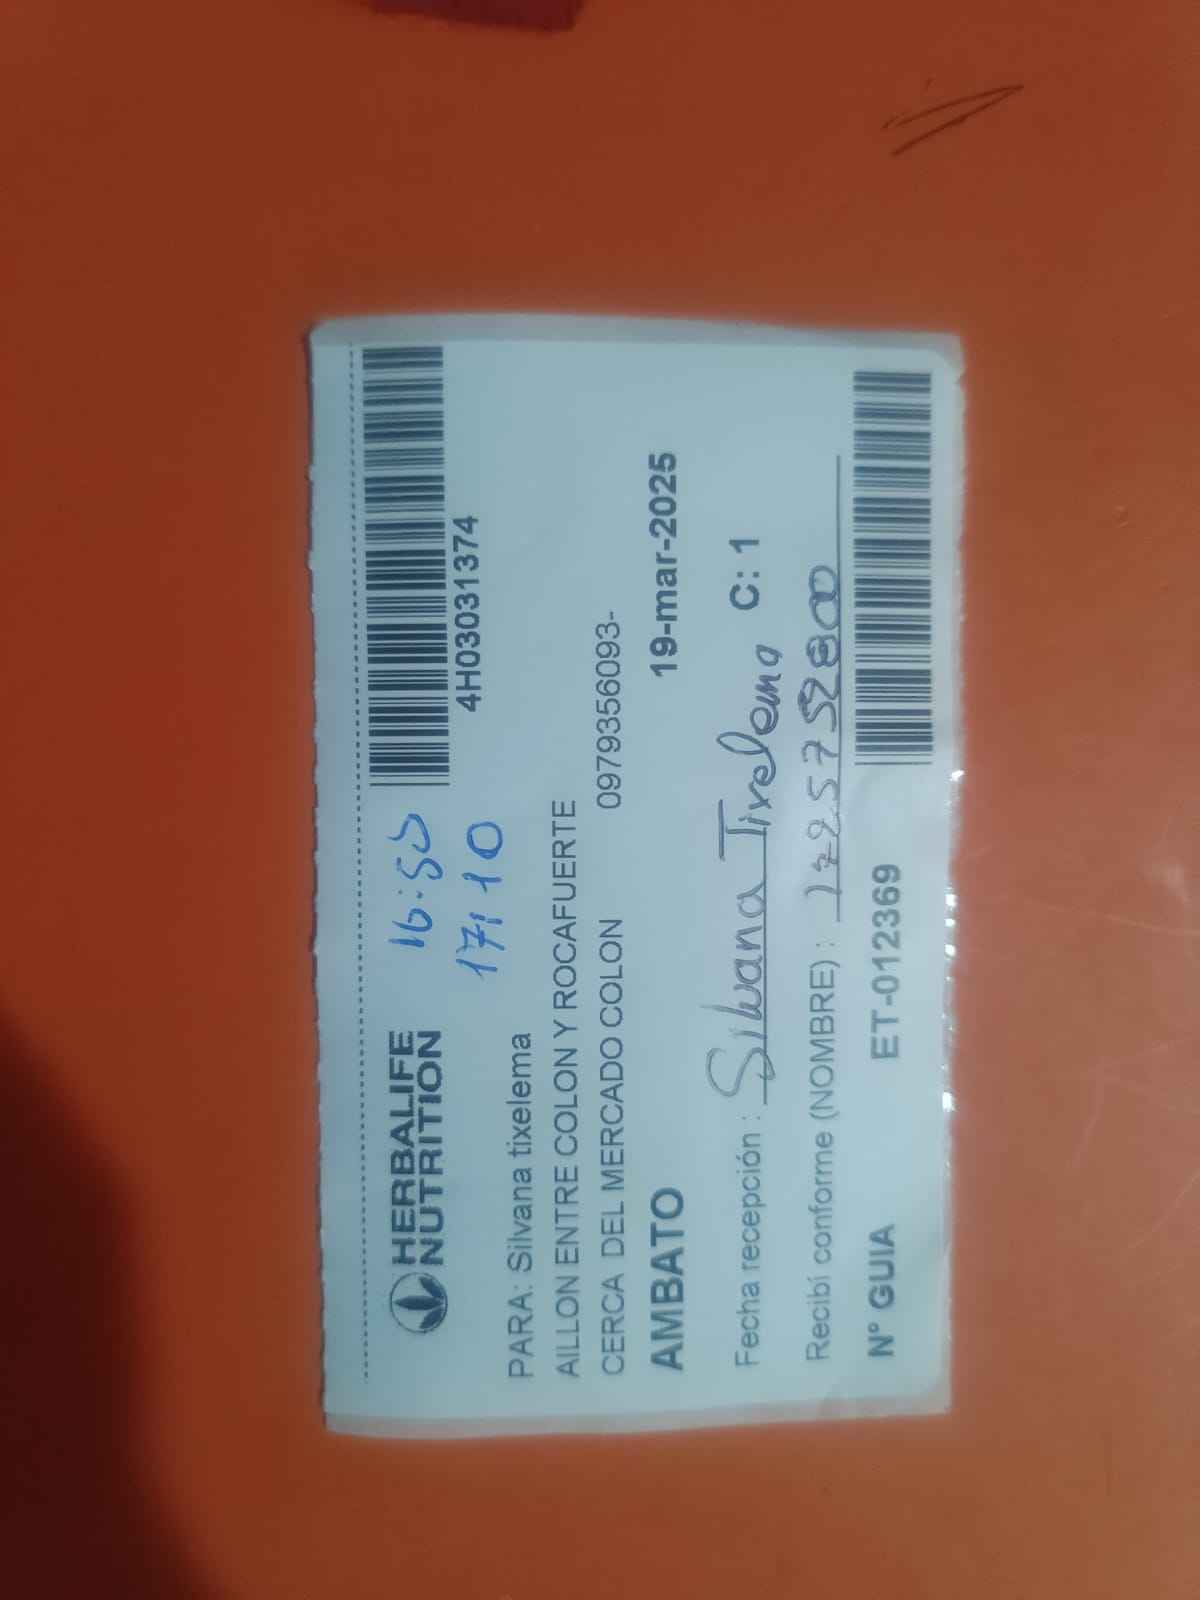 HERBALIFE
NUTRITION
16:50
17:10
4H03031374
PARA: Silvana tixelema
AILLON ENTRE COLON Y ROCAFUERTE
CERCA DEL MERCADO COLON 0979356093-
AMBATO 19-mar-2025
Fecha recepción : Silvana Tixelema C: 1
Recibí conforme (NOMBRE) :
N° GUIA ET-012369